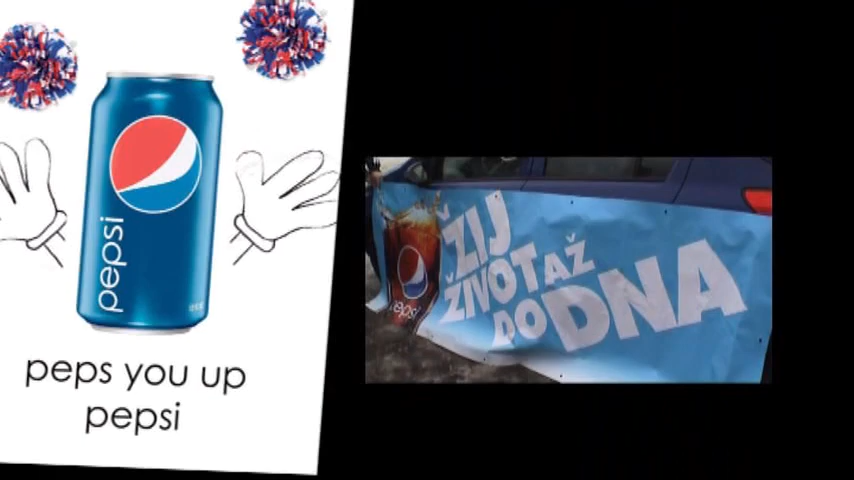 pepsi
peps you up
pepsi
ŽIJ
ŽIVOT AŽ
DO DNA
pepsi